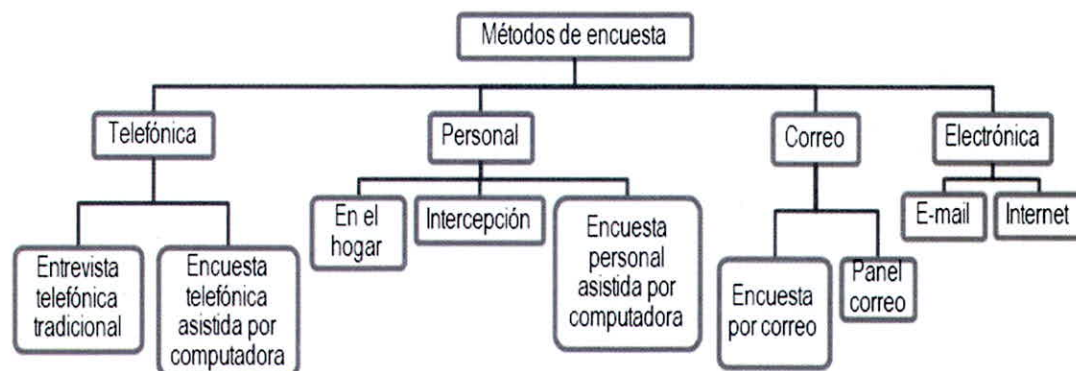 Métodos de encuesta
Telefónica
Personal
Correo
Electrónica
Entrevista
telefónica
tradicional
Encuesta
telefónica
asistida por
computadora
En el
hogar
Intercepción
Encuesta
personal
asistida por
computadora
Encuesta
por correo
Panel
correo
E-mail
Internet